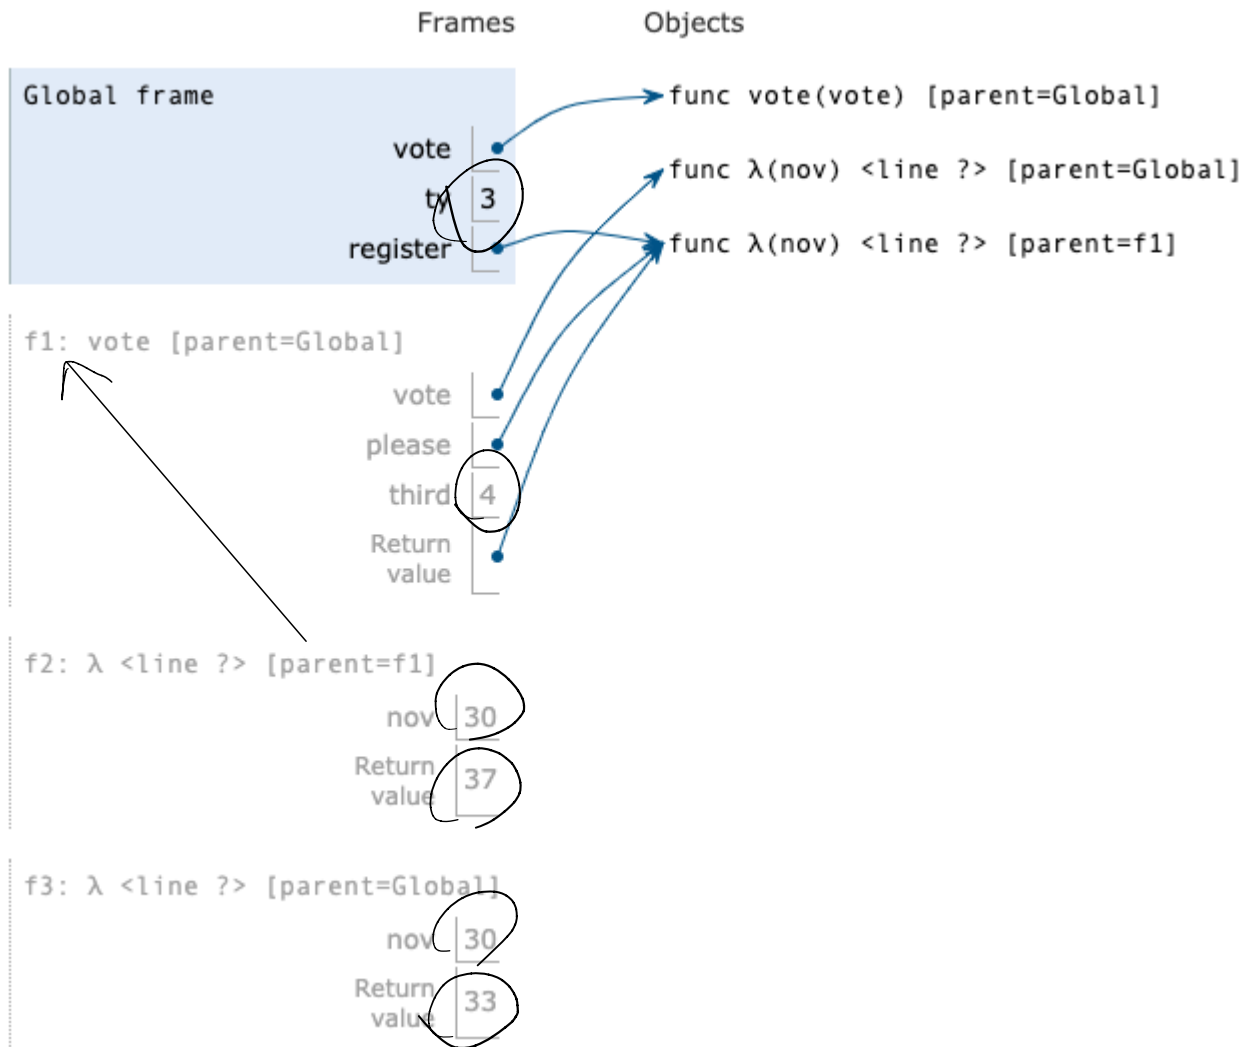 Frames Objects
Global frame
func vote(vote) [parent=Global]
vote
func λ(nov) <line ?> [parent=Global]
ty 3
register
func λ(nov) <line ?> [parent=f1]
f1: vote [parent=Global]
vote
please
third 4
Return
value
f2: λ <line ?> [parent=f1]
nov 30
Return
value 37
f3: λ <line ?> [parent=Global]
nov 30
Return
value 33